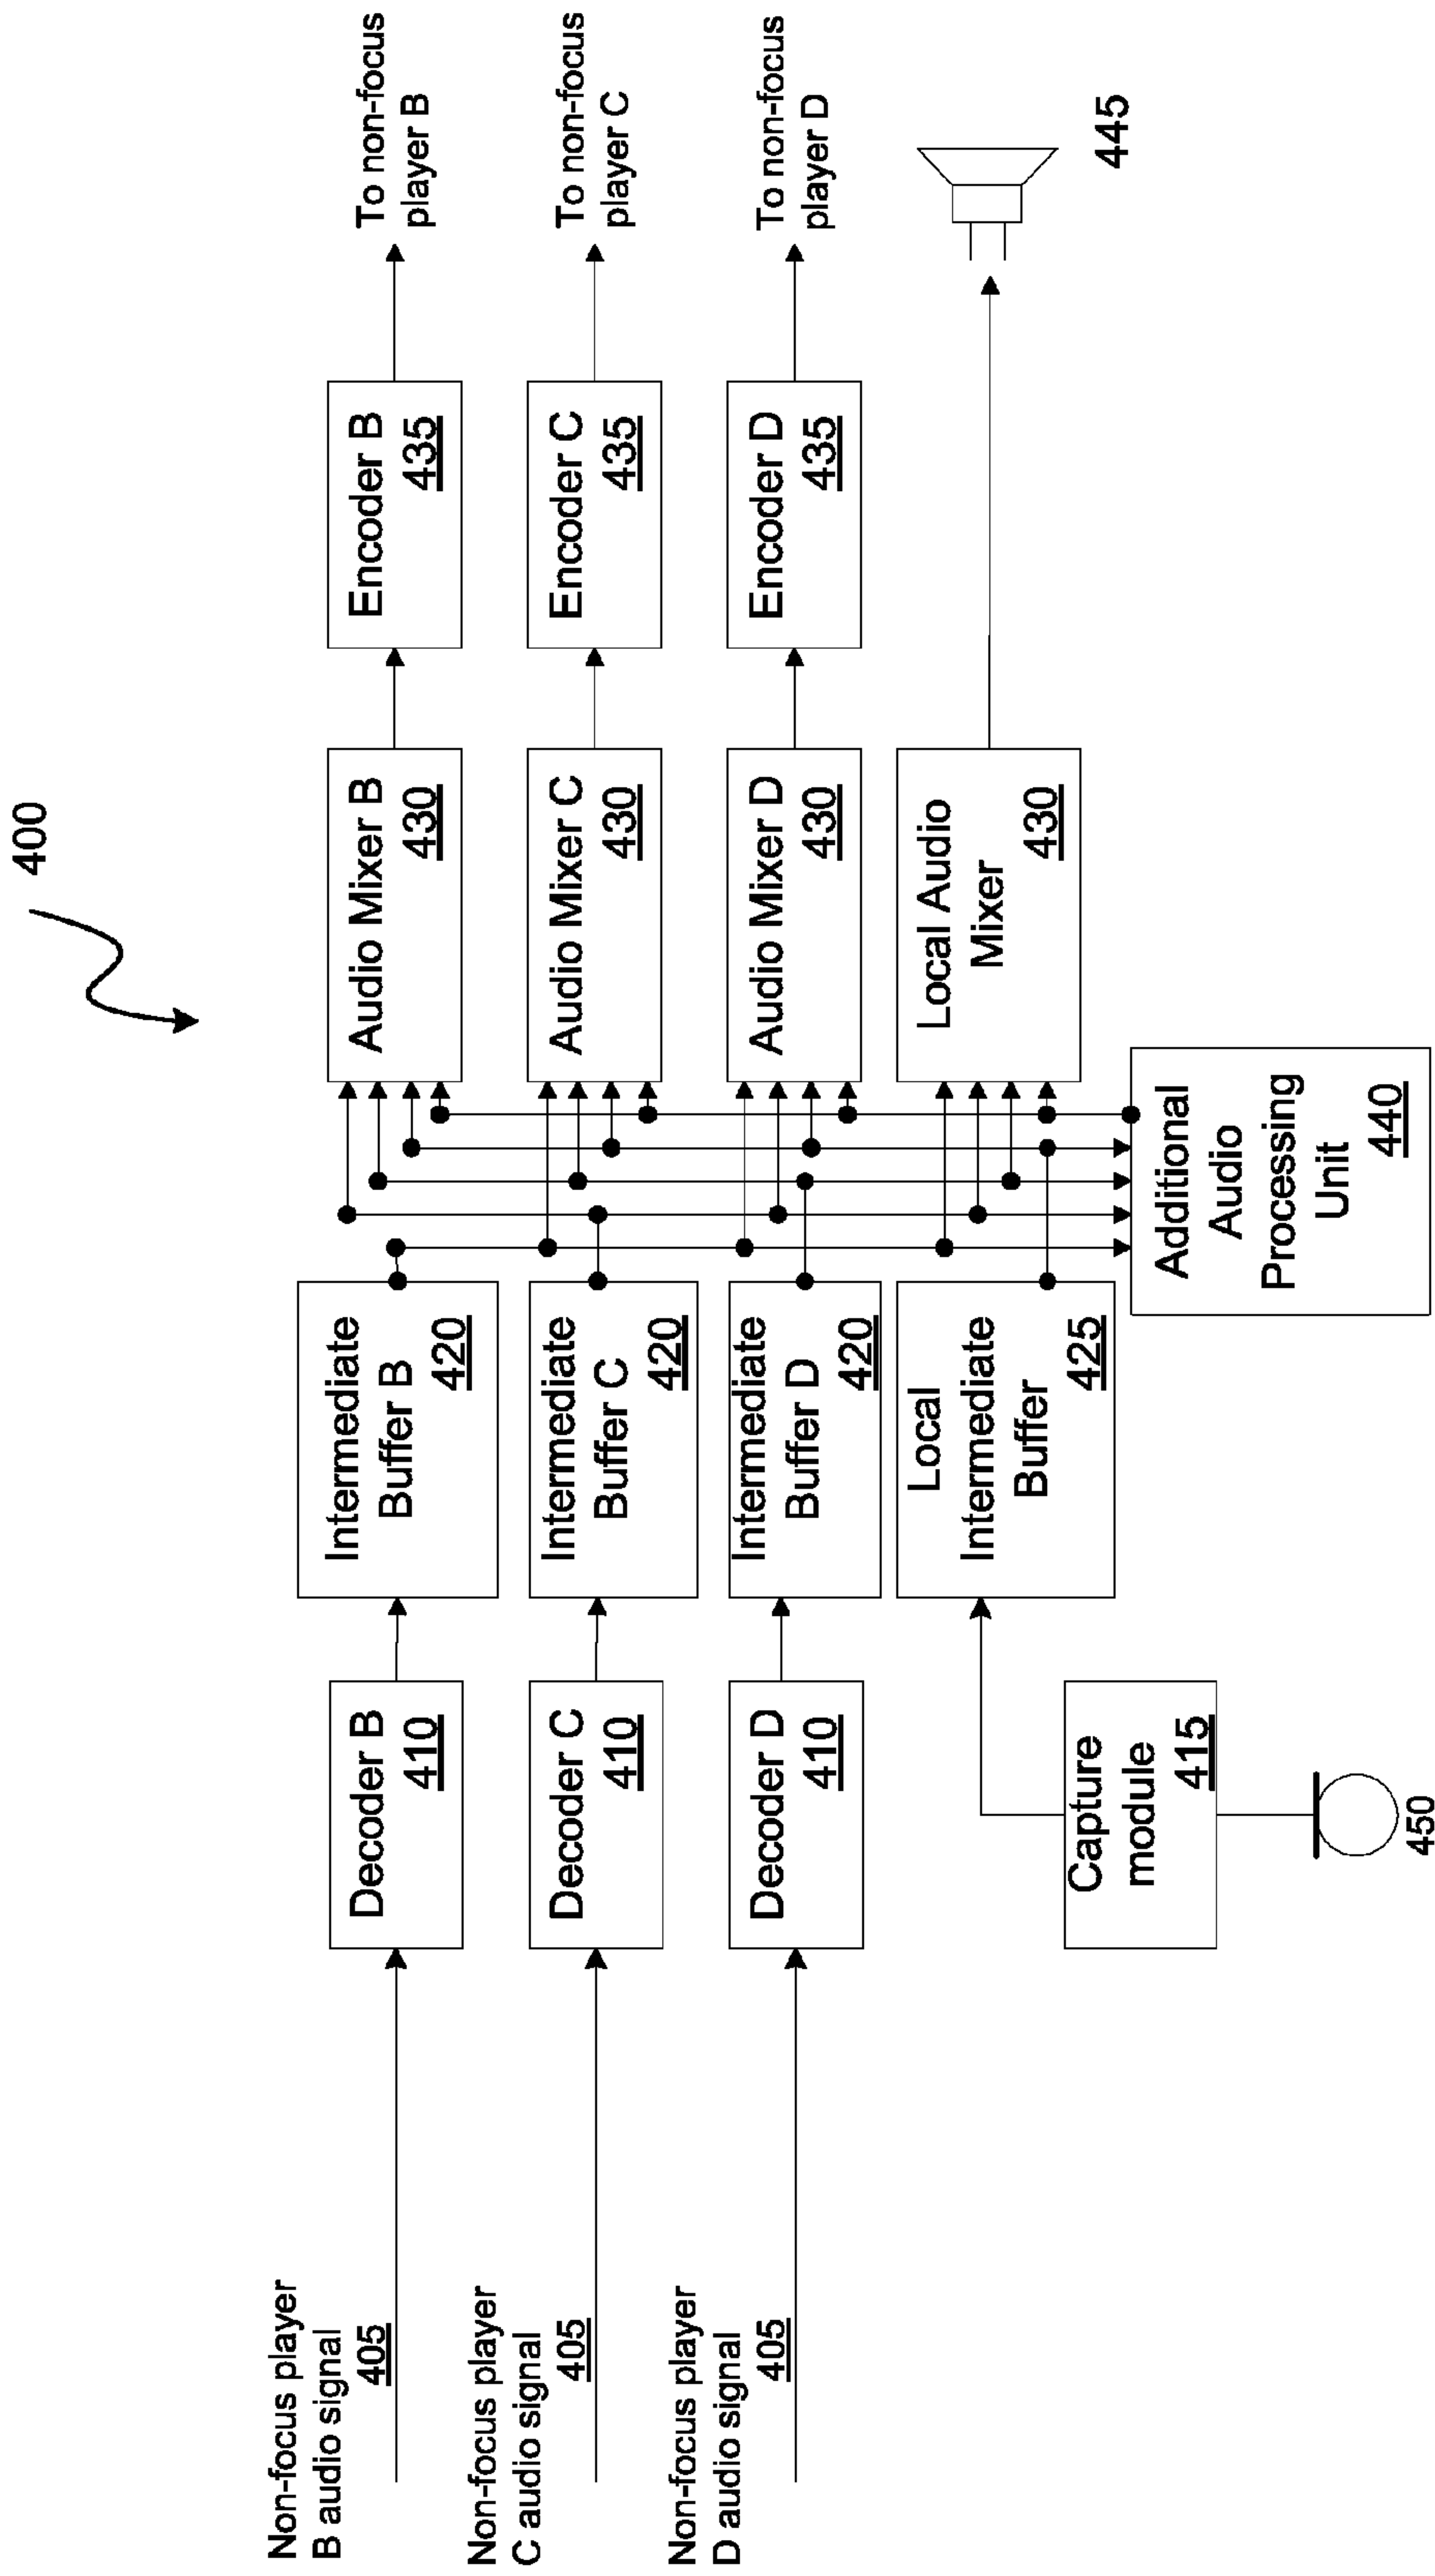 400
Non-focus player
B audio signal
405
Decoder B
410
Intermediate
Buffer B
420
Audio Mixer B
430
Encoder B
435
To non-focus
player B
Non-focus player
C audio signal
405
Decoder C
410
Intermediate
Buffer C
420
Audio Mixer C
430
Encoder C
435
To non-focus
player C
Non-focus player
D audio signal
405
Decoder D
410
Intermediate
Buffer D
420
Audio Mixer D
430
Encoder D
435
To non-focus
player D
Capture
module
415
450
Local
Intermediate
Buffer
425
Local Audio
Mixer
430
445
Additional
Audio
Processing
Unit
440